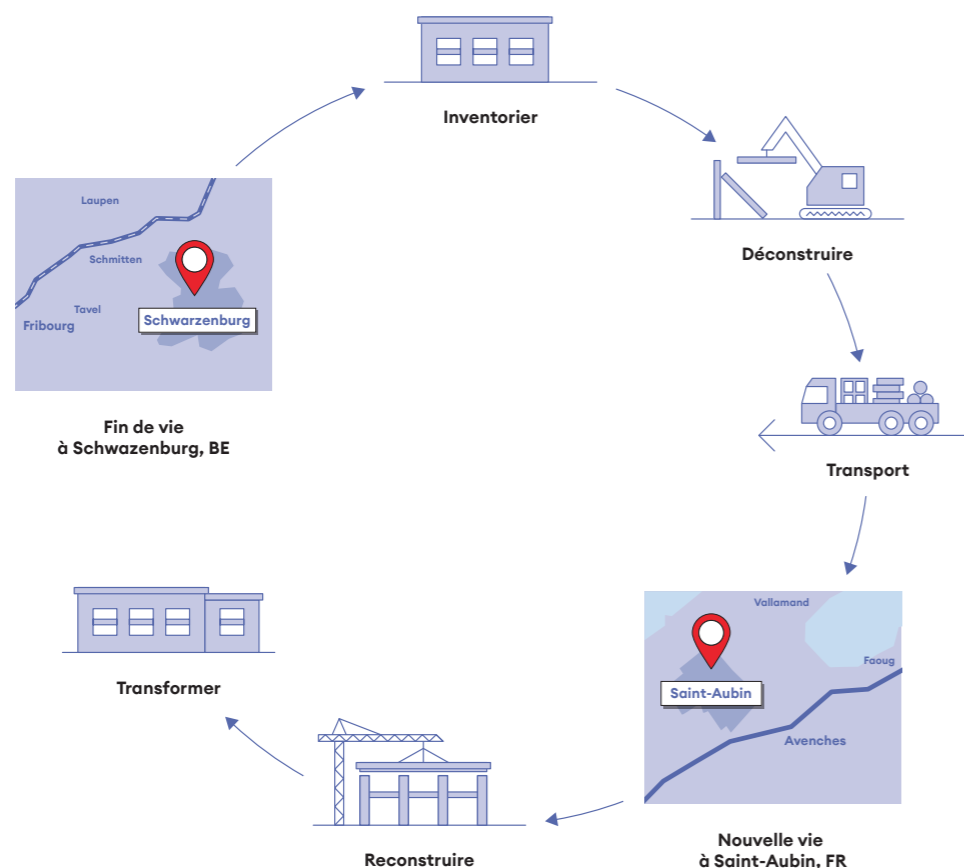 Inventorier
Déconstruire
Laupen
Schmitten
Tavel
Fribourg
Schwarzenburg
Fin de vie
à Schwazenburg, BE
Transport
Vallamand
Faoug
Saint-Aubin
Avenches
Nouvelle vie
à Saint-Aubin, FR
Reconstruire
Transformer